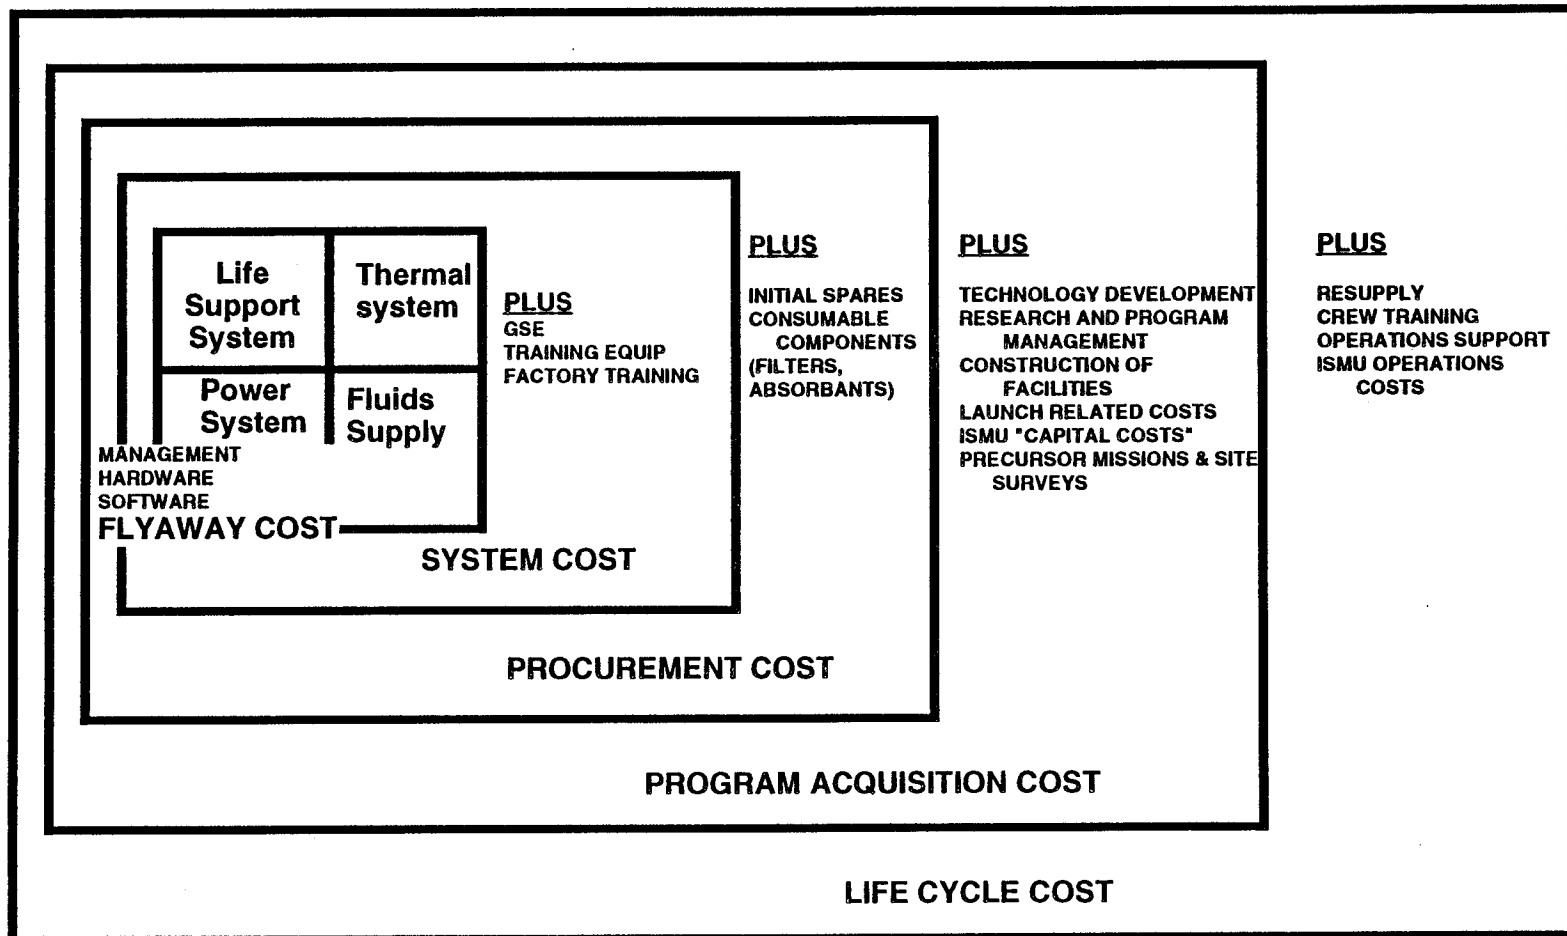 Life
Support
System
Thermal
system
Power
System
Fluids
Supply
MANAGEMENT
HARDWARE
SOFTWARE
FLYAWAY COST
PLUS
GSE
TRAINING EQUIP
FACTORY TRAINING
SYSTEM COST
PLUS
INITIAL SPARES
CONSUMABLE
COMPONENTS
(FILTERS,
ABSORBANTS)
PROCUREMENT COST
PLUS
TECHNOLOGY DEVELOPMENT
RESEARCH AND PROGRAM
MANAGEMENT
CONSTRUCTION OF
FACILITIES
LAUNCH RELATED COSTS
ISMU "CAPITAL COSTS"
PRECURSOR MISSIONS & SITE
SURVEYS
PROGRAM ACQUISITION COST
PLUS
RESUPPLY
CREW TRAINING
OPERATIONS SUPPORT
ISMU OPERATIONS
COSTS
LIFE CYCLE COST